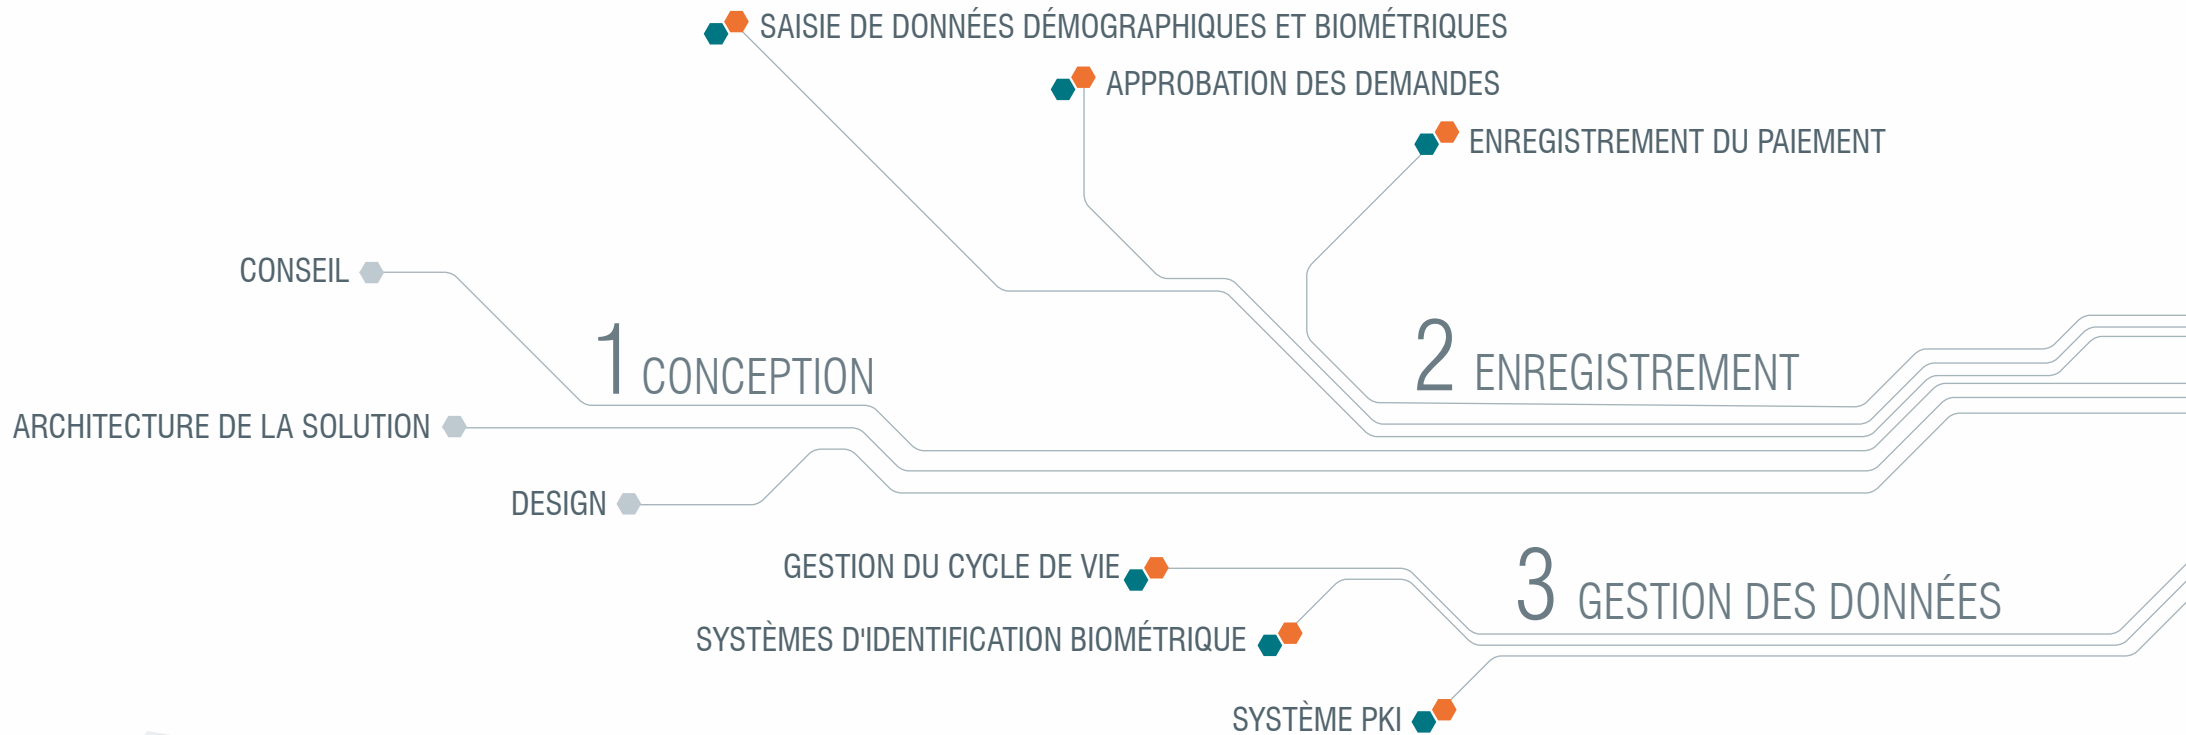 SAISIE DE DONNÉES DÉMOGRAPHIQUES ET BIOMÉTRIQUES
APPROBATION DES DEMANDES
ENREGISTREMENT DU PAIEMENT
CONSEIL
1 CONCEPTION
2 ENREGISTREMENT
ARCHITECTURE DE LA SOLUTION
DESIGN
GESTION DU CYCLE DE VIE
3 GESTION DES DONNÉES
SYSTÈMES D'IDENTIFICATION BIOMÉTRIQUE
SYSTÈME PKI